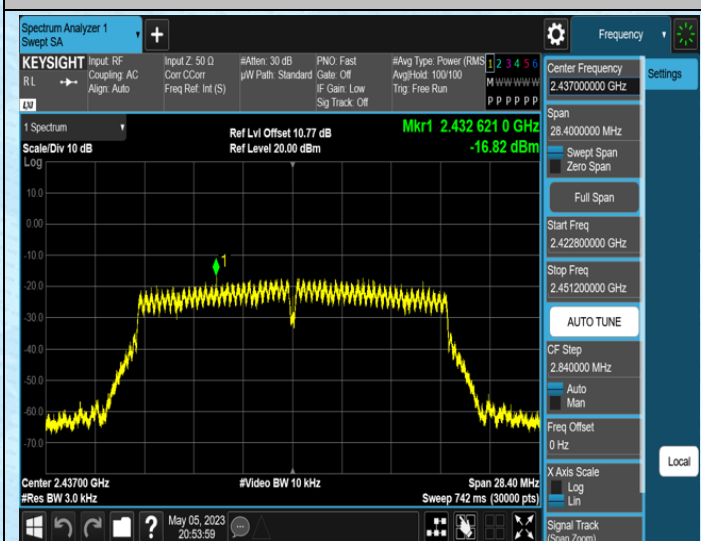 Spectrum Analyzer 1
Swept SA
+
Frequency
KEYSIGHT
R L
LXI
Input: RF
Coupling: AC
Align: Auto
Input Z: 50 Ω
Corr CCorr
Freq Ref: Int (S)
#Atten: 30 dB
µW Path: Standard
PNO: Fast
Gate: Off
IF Gain: Low
Sig Track: Off
#Avg Type: Power (RMS
Avg|Hold: 100/100
Trig: Free Run
1 2 3 4 5 6
M W W W W W
P P P P P P
1 Spectrum
Scale/Div 10 dB
Log
Ref Lvl Offset 10.77 dB
Ref Level 20.00 dBm
Mkr1 2.432 621 0 GHz
-16.82 dBm
10.0
0.00
-10.0
-20.0
-30.0
-40.0
-50.0
-60.0
-70.0
1
Center 2.43700 GHz
#Res BW 3.0 kHz
#Video BW 10 kHz
Span 28.40 MHz
Sweep 742 ms (30000 pts)
May 05, 2023
20:53:59
?
Center Frequency
2.437000000 GHz
Settings
Span
28.4000000 MHz
Swept Span
Zero Span
Full Span
Start Freq
2.422800000 GHz
Stop Freq
2.451200000 GHz
AUTO TUNE
CF Step
2.840000 MHz
Auto
Man
Freq Offset
0 Hz
X Axis Scale
Log
Lin
Local
Signal Track
(Span Zoom)